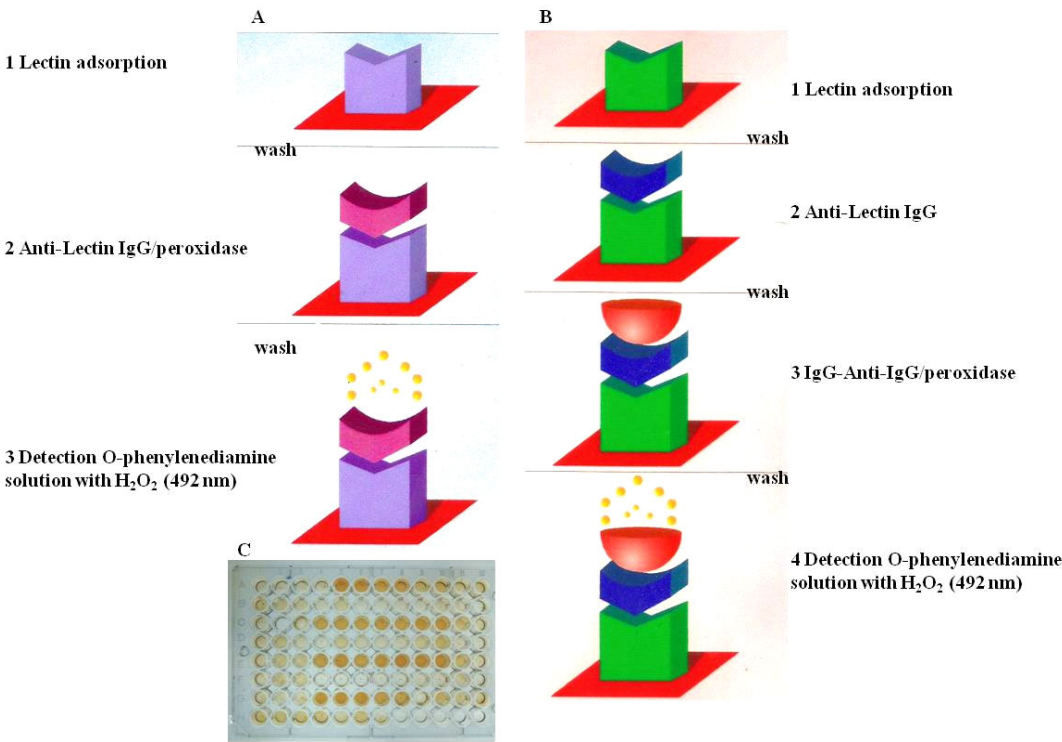 A
1 Lectin adsorption
wash
2 Anti-Lectin IgG/peroxidase
wash
3 Detection O-phenylenediamine
solution with H₂O₂ (492 nm)
B
1 Lectin adsorption
wash
2 Anti-Lectin IgG
wash
3 IgG-Anti-IgG/peroxidase
wash
4 Detection O-phenylenediamine
solution with H₂O₂ (492 nm)
C